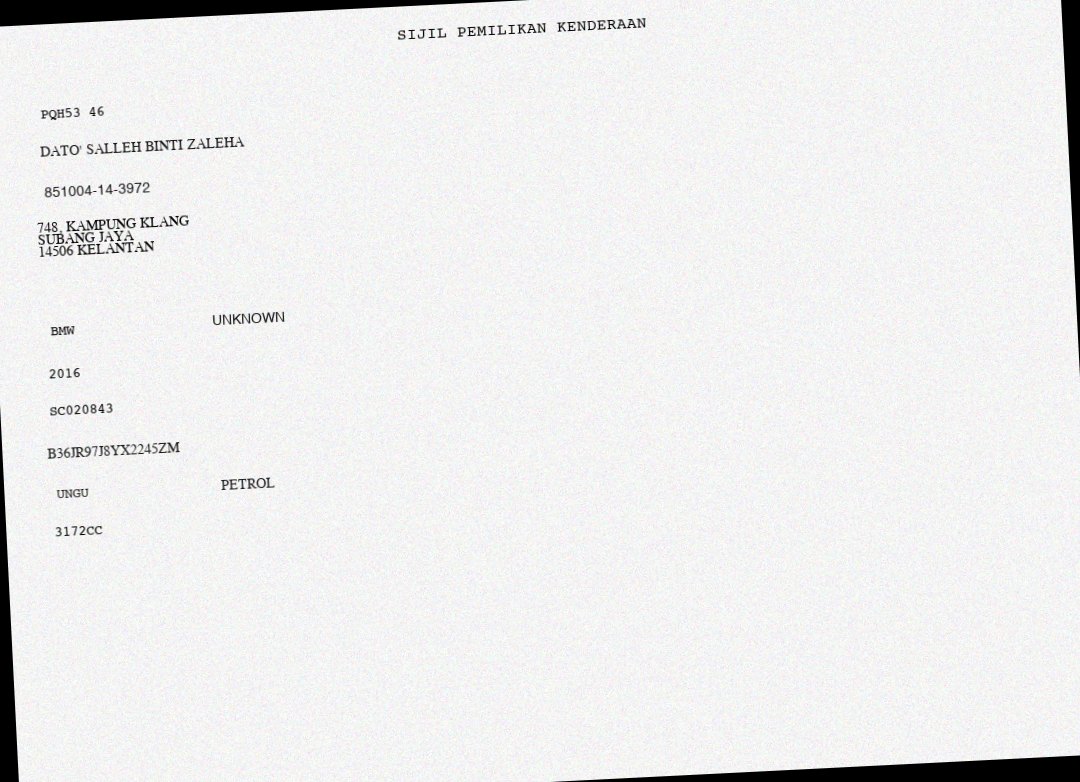 SIJIL PEMILIKAN KENDERAAN
PQH53 46
DATO' SALLEH BINTI ZALEHA
851004-14-3972
748, KAMPUNG KLANG
SUBANG JAYA
14506 KELANTAN
BMW UNKNOWN
2016
SC020843
B36JR97J8YX2245ZM
UNGU PETROL
3172CC